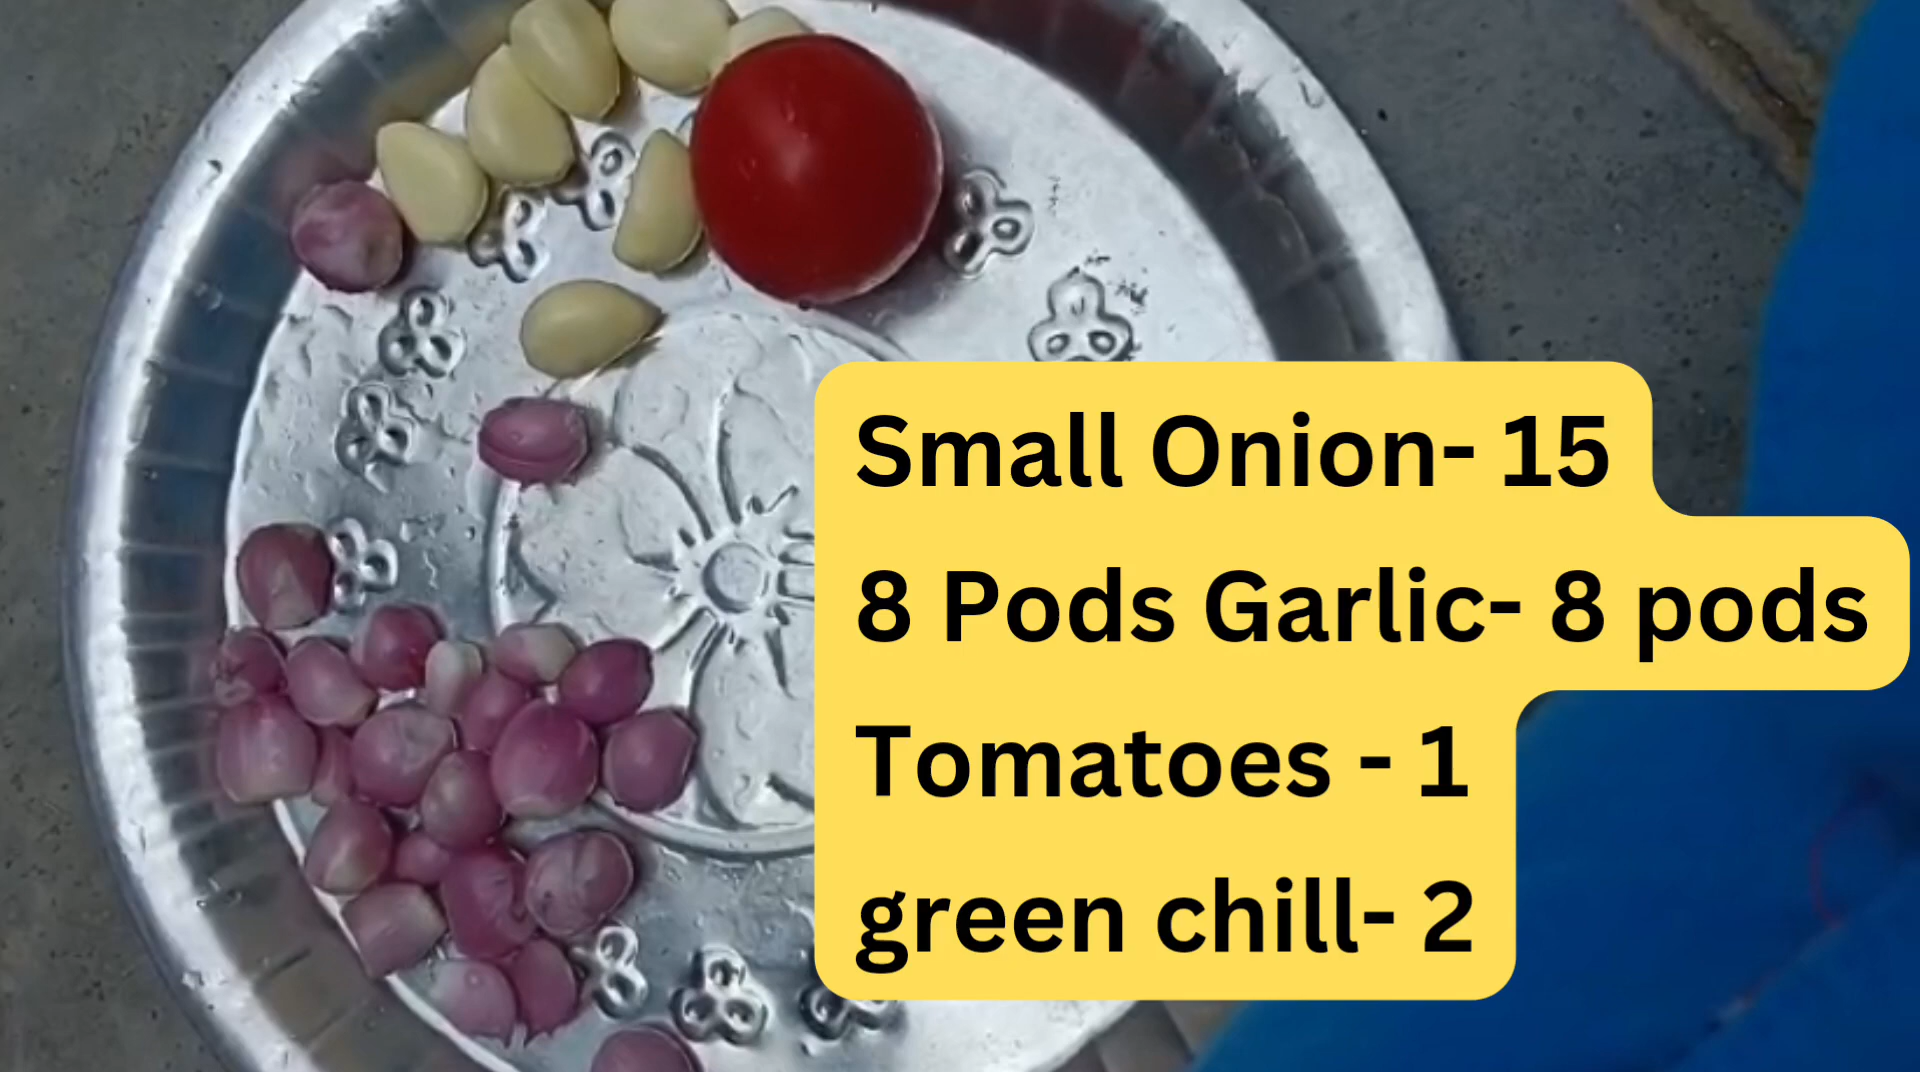 Small Onion- 15
8 Pods Garlic- 8 pods
Tomatoes - 1
green chill- 2